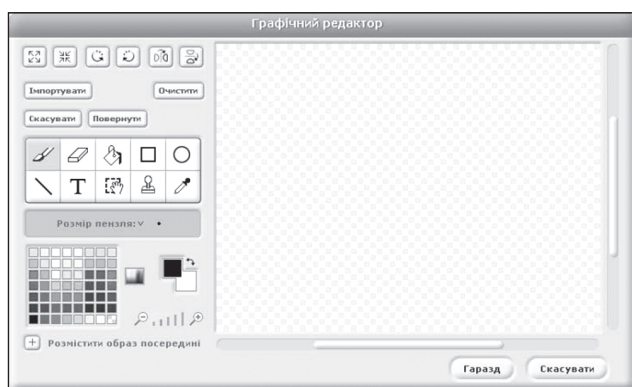 Графічний редактор
Імпортувати Очистити
Скасувати Повернути
T
Розмір пензля:
Розмістити образ посередині
Гаразд Скасувати